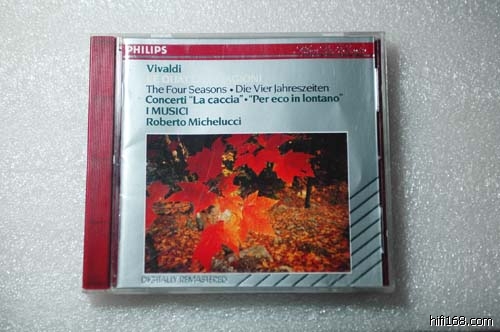 PHILIPS
Vivaldi
The Four Seasons • Die Vier Jahreszeiten
Concerti "La caccia" • "Per eco in lontano"
I MUSICI
Roberto Michelucci
DIGITALLY REMASTERED
hifi168.com